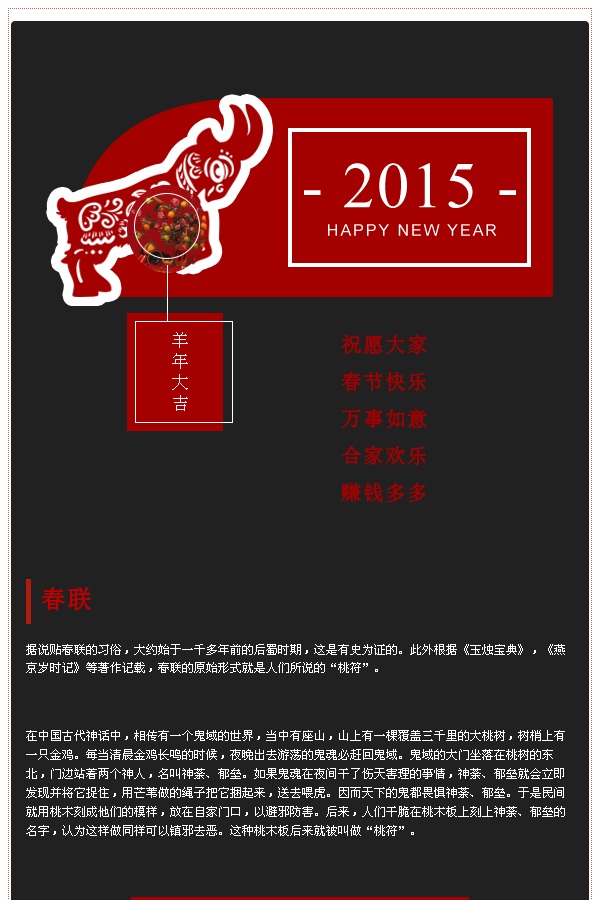 - 2015 -
HAPPY NEW YEAR
羊
年
大
吉
祝愿大家
春节快乐
万事如意
合家欢乐
赚钱多多
春联
据说贴春联的习俗，大约始于一千多年前的后蜀时期，这是有史为证的。此外根据《玉烛宝典》，《燕
京岁时记》等著作记载，春联的原始形式就是人们所说的“桃符”。
在中国古代神话中，相传有一个鬼域的世界，当中有座山，山上有一棵覆盖三千里的大桃树，树梢上有
一只金鸡。每当清晨金鸡长鸣的时候，夜晚出去游荡的鬼魂必赶回鬼域。鬼域的大门坐落在桃树的东
北，门边站着两个神人，名叫神荼、郁垒。如果鬼魂在夜间干了伤天害理的事情，神荼、郁垒就会立即
发现并将它捉住，用芒苇做的绳子把它捆起来，送去喂虎。因而天下的鬼都畏惧神荼、郁垒。于是民间
就用桃木刻成他们的模样，放在自家门口，以避邪防害。后来，人们干脆在桃木板上刻上神荼、郁垒的
名字，认为这样做同样可以镇邪去恶。这种桃木板后来就被叫做“桃符”。